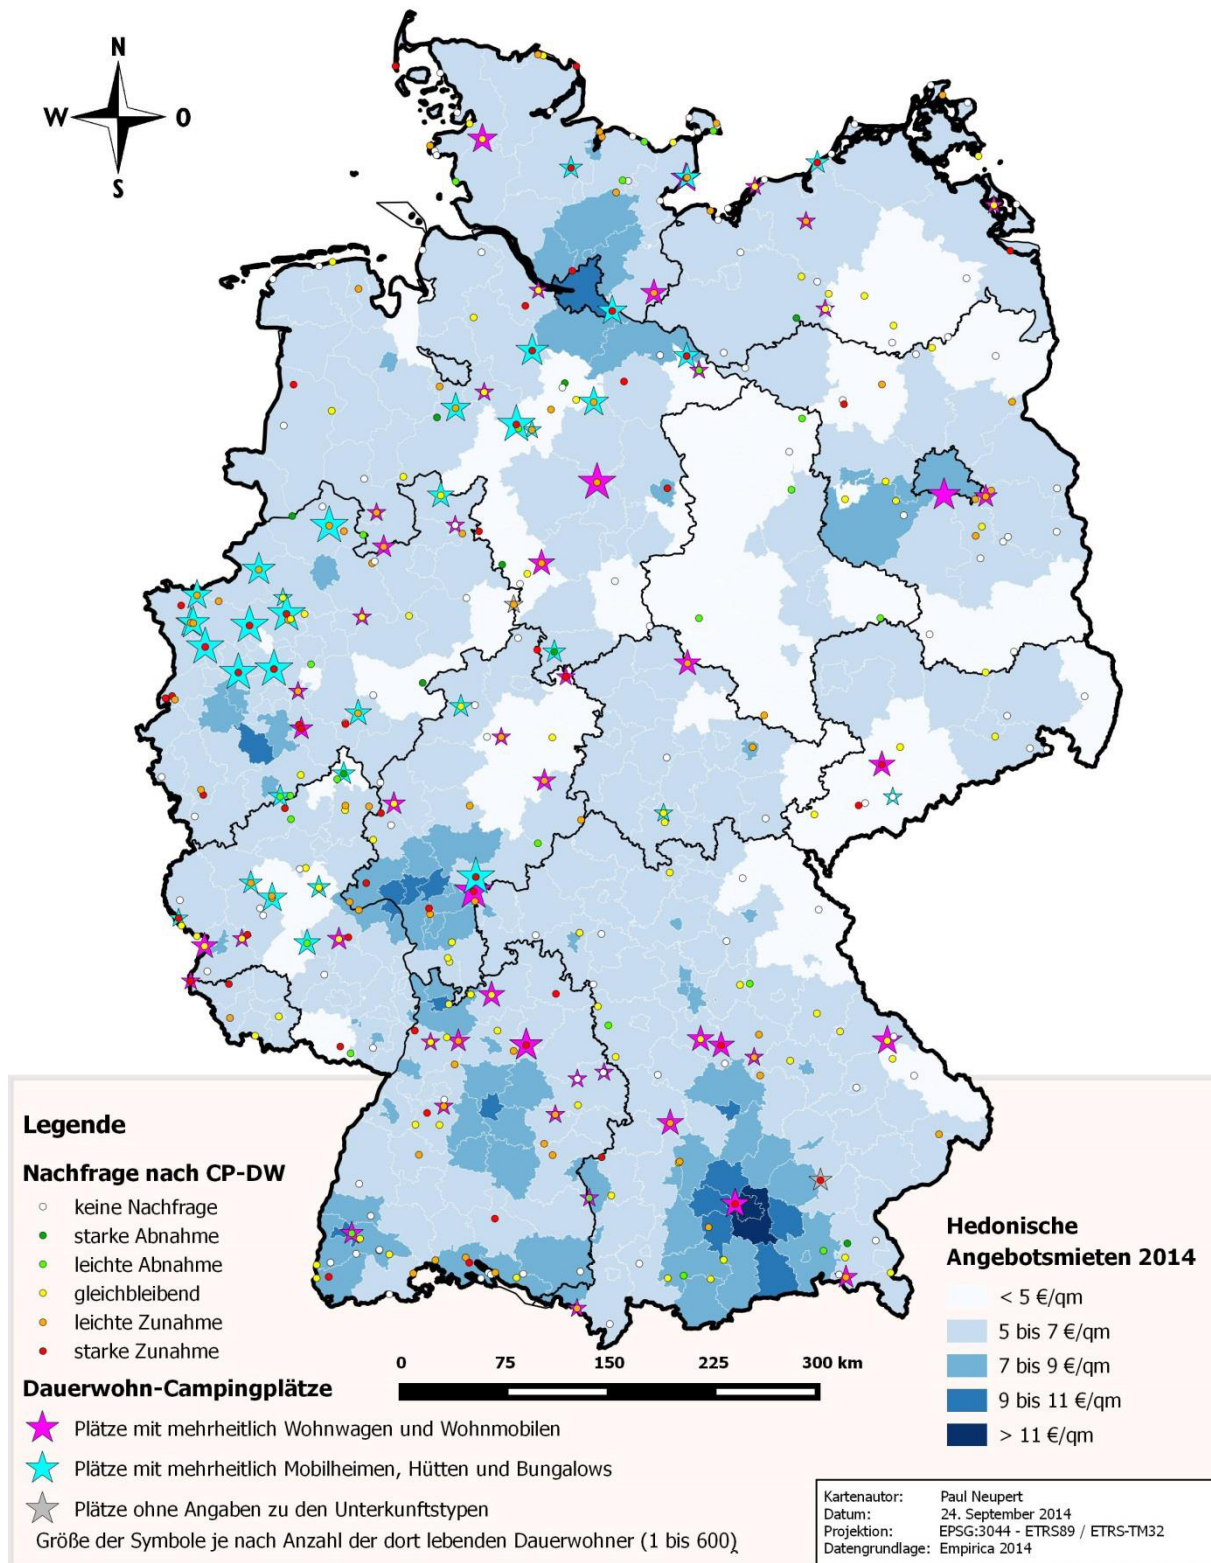 N
W
O
S
Legende
Nachfrage nach CP-DW
keine Nachfrage
starke Abnahme
leichte Abnahme
gleichbleibend
leichte Zunahme
starke Zunahme
0 75 150 225 300 km
Dauerwohn-Campingplätze
Plätze mit mehrheitlich Wohnwagen und Wohnmobilen
Plätze mit mehrheitlich Mobilheimen, Hütten und Bungalows
Plätze ohne Angaben zu den Unterkunftstypen
Größe der Symbole je nach Anzahl der dort lebenden Dauerwohner (1 bis 600)
Hedonische
Angebotsmieten 2014
< 5 €/qm
5 bis 7 €/qm
7 bis 9 €/qm
9 bis 11 €/qm
> 11 €/qm
Kartenautor: Paul Neupert
Datum: 24. September 2014
Projektion: EPSG:3044 - ETRS89 / ETRS-TM32
Datengrundlage: Empirica 2014